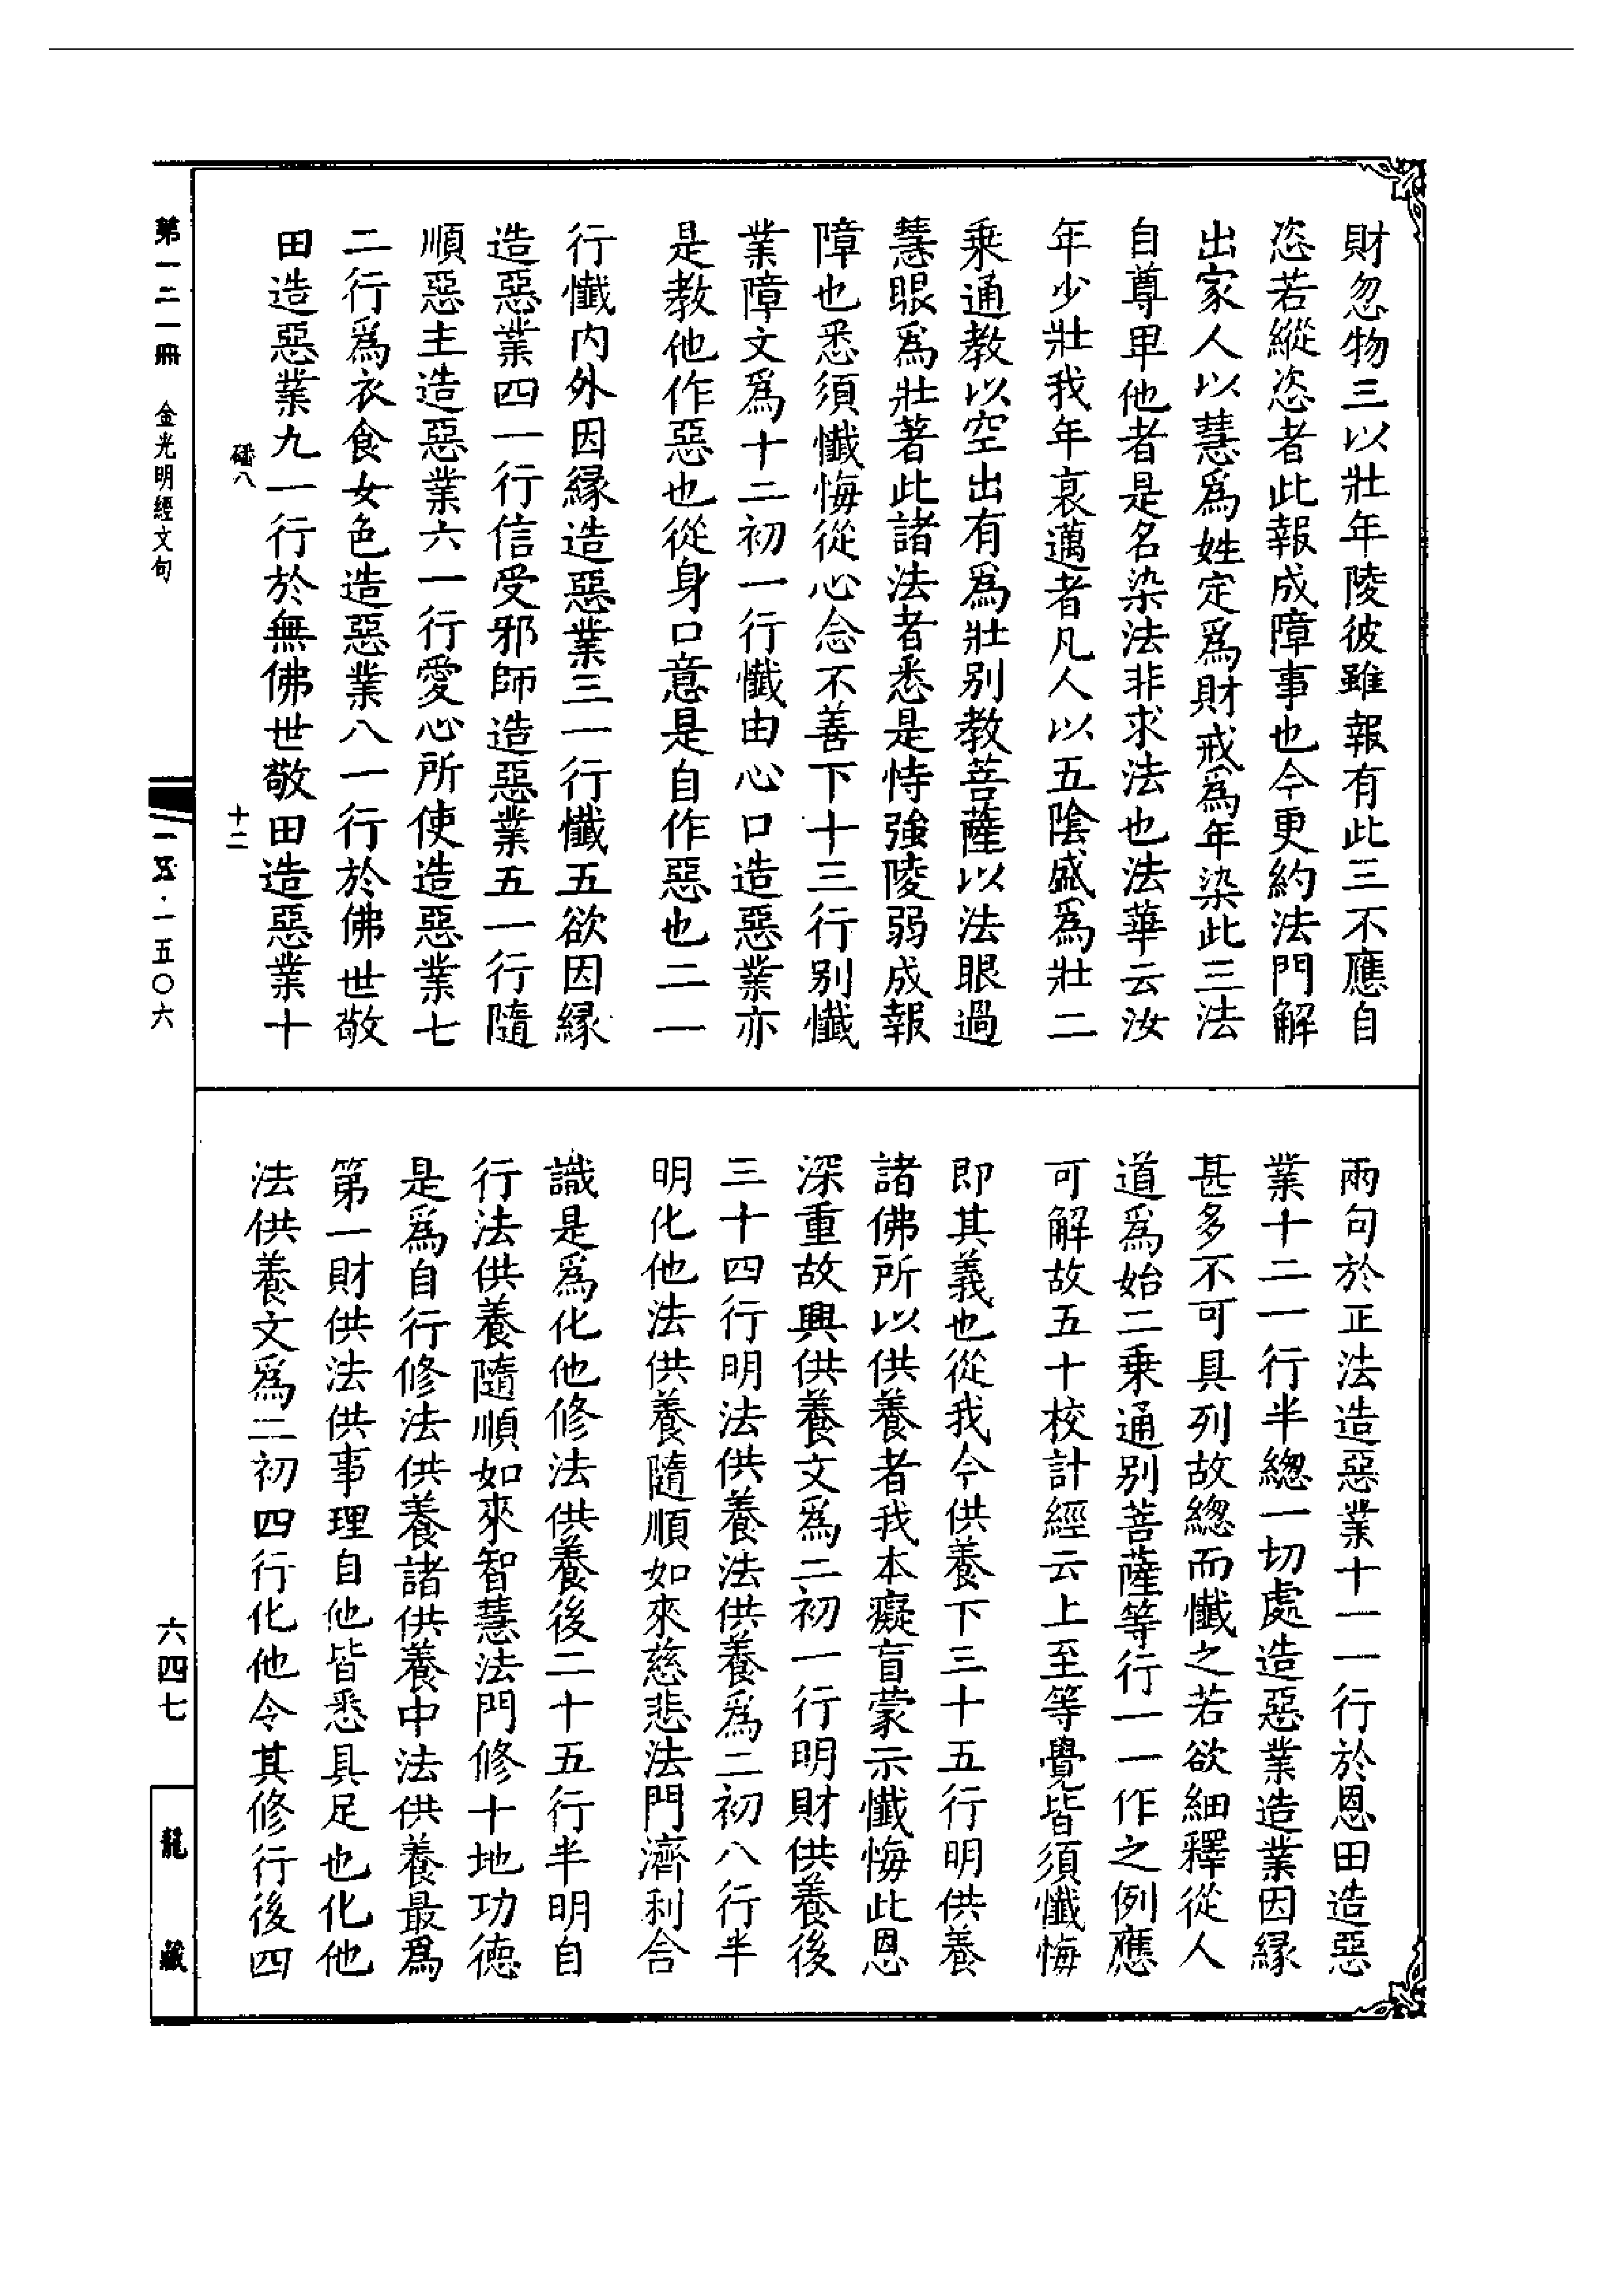 財忽物三以壯年陵彼雖報有此三不應自
恣若縱恣者此報成障事也今更約法門解
出家人以慧爲姓定爲財戒爲年染此三法
自尊卑他者是名染法非求法也法華云汝
年少壯我年衰邁者凡人以五陰盛爲壯二
乘通教以空出有爲壯别教菩薩以法眼過
慧眼爲壯著此諸法者悉是恃強陵弱成報
障也悉須懺悔從心念不善下十三行别懺
業障文爲十二初一行懺由心口造惡業亦
是教他作惡也從身口意是自作惡也二一
行懺内外因縁造惡業三一行懺五欲因縁
造惡業四一行信受邪師造惡業五一行隨
順惡主造惡業六一行愛心所使造惡業七
二行爲衣食女色造惡業八一行於佛世敬
田造惡業九一行於無佛世敬田造惡業十
磻八
十二
兩句於正法造惡業十一一行於恩田造惡
業十二一行半總一切處造惡業造業因縁
甚多不可具列故總而懺之若欲細釋從人
道爲始二乘通别菩薩等行一一作之例應
可解故五十校計經云上至等覺皆須懺悔
即其義也從我今供養下三十五行明供養
諸佛所以供養者我本癡盲蒙示懺悔此恩
深重故興供養文爲二初一行明財供養後
三十四行明法供養法供養爲二初八行半
明化他法供養隨順如來慈悲法門濟利合
識是爲化他修法供養後二十五行半明自
行法供養隨順如來智慧法門修十地功徳
是爲自行修法供養諸供養中法供養最爲
第一財供法供事理自他皆悉具足也化他
法供養文爲二初四行化他令其修行後四
第一二一冊 金光明經文句
一五·一五〇六
六四七
龍藏